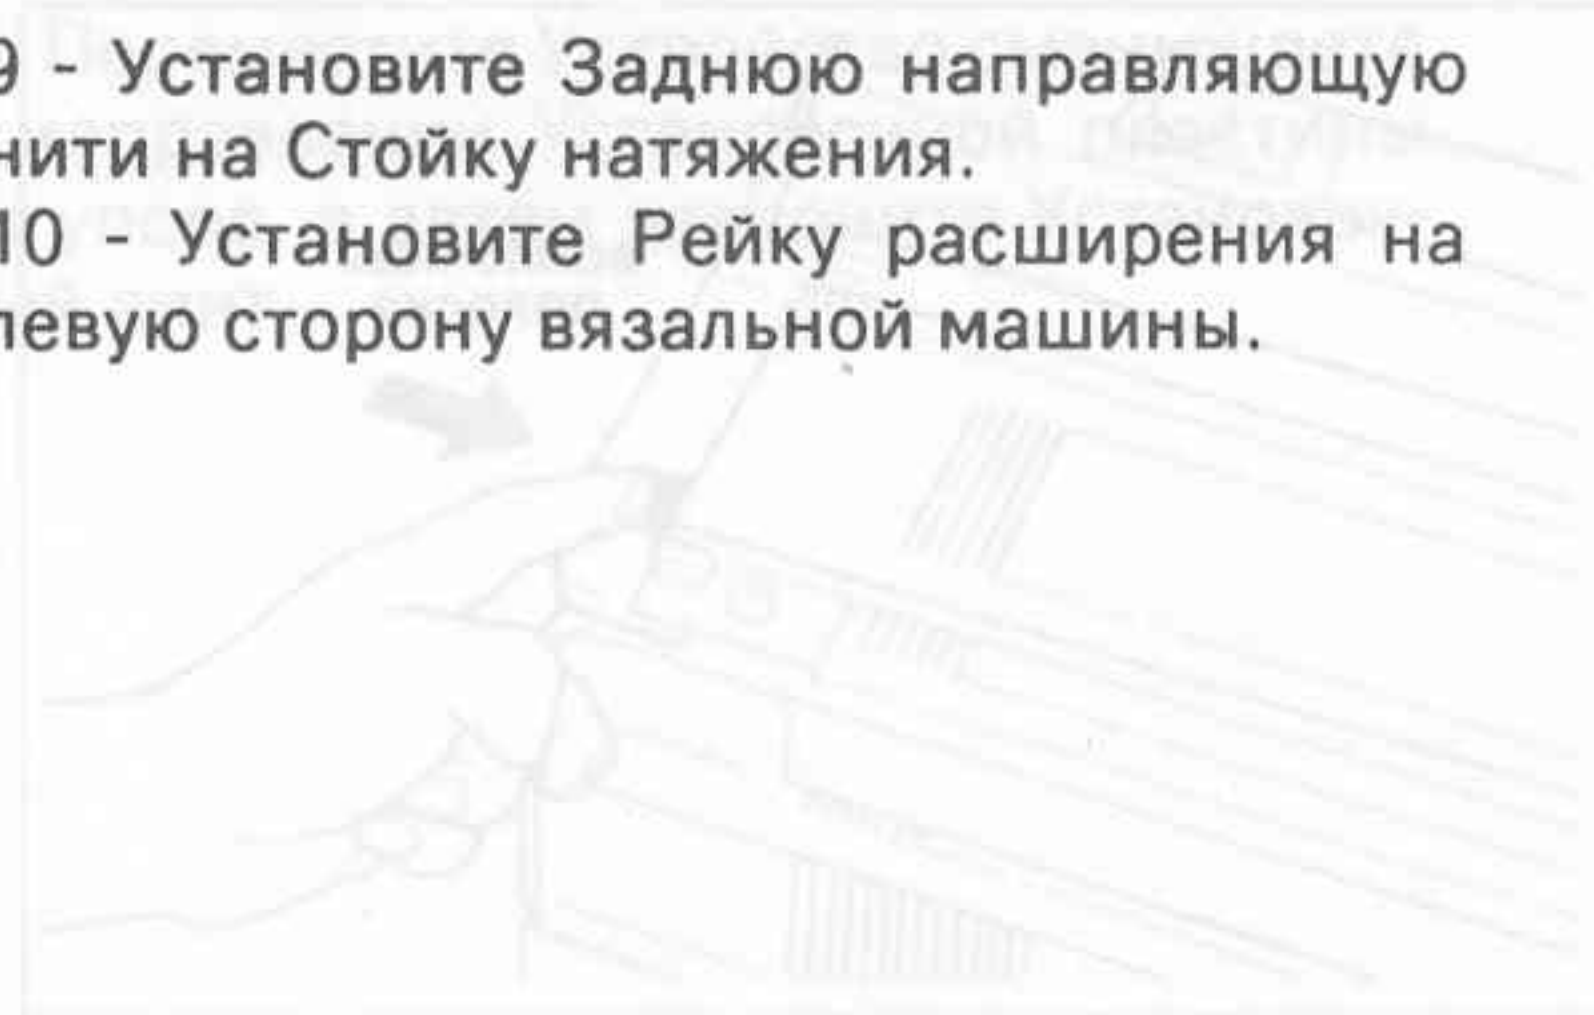 9 - Установите Заднюю направляющую
нити на Стойку натяжения.
10 - Установите Рейку расширения на
левую сторону вязальной машины.